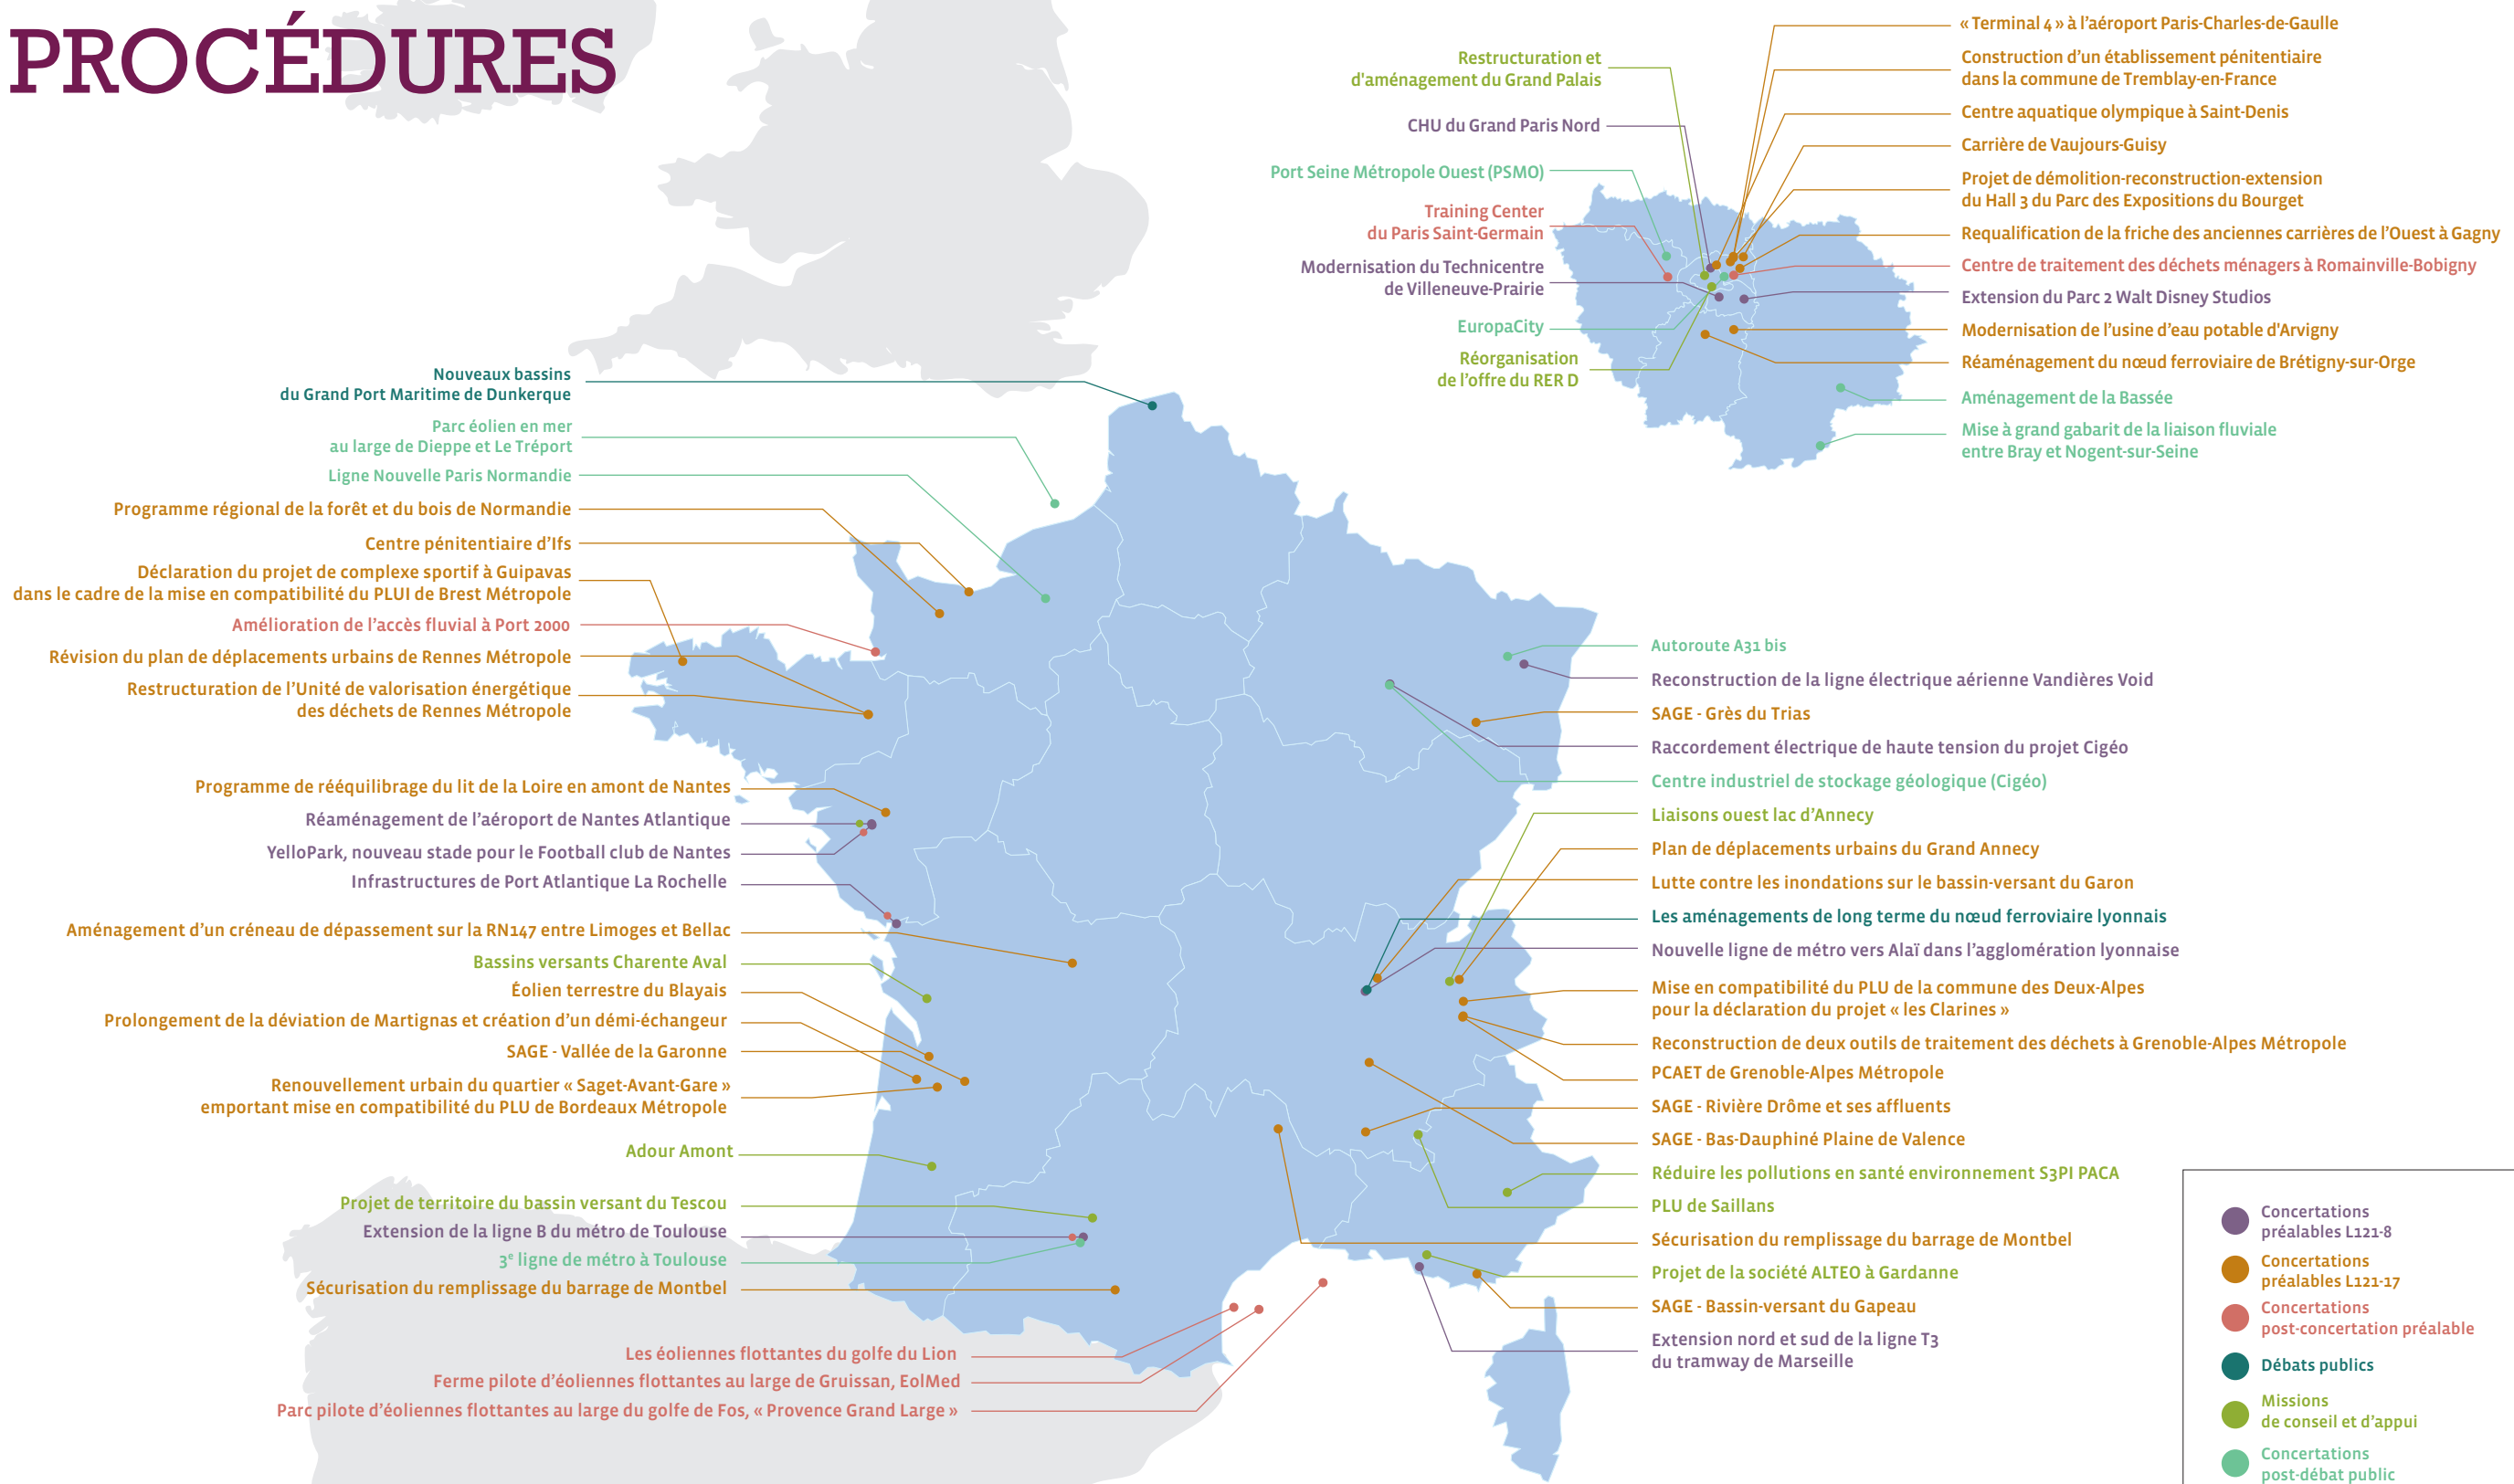 PROCÉDURES
Restructuration et
d'aménagement du Grand Palais
CHU du Grand Paris Nord
Port Seine Métropole Ouest (PSMO)
Training Center
du Paris Saint-Germain
Modernisation du Technicentre
de Villeneuve-Prairie
EuropaCity
Réorganisation
de l’offre du RER D
« Terminal 4 » à l’aéroport Paris-Charles-de-Gaulle
Construction d’un établissement pénitentiaire
dans la commune de Tremblay-en-France
Centre aquatique olympique à Saint-Denis
Carrière de Vaujours-Guisy
Projet de démolition-reconstruction-extension
du Hall 3 du Parc des Expositions du Bourget
Requalification de la friche des anciennes carrières de l’Ouest à Gagny
Centre de traitement des déchets ménagers à Romainville-Bobigny
Extension du Parc 2 Walt Disney Studios
Modernisation de l’usine d’eau potable d'Arvigny
Réaménagement du nœud ferroviaire de Brétigny-sur-Orge
Aménagement de la Bassée
Mise à grand gabarit de la liaison fluviale
entre Bray et Nogent-sur-Seine
Nouveaux bassins
du Grand Port Maritime de Dunkerque
Parc éolien en mer
au large de Dieppe et Le Tréport
Ligne Nouvelle Paris Normandie
Programme régional de la forêt et du bois de Normandie
Centre pénitentiaire d’Ifs
Déclaration du projet de complexe sportif à Guipavas
dans le cadre de la mise en compatibilité du PLUI de Brest Métropole
Amélioration de l’accès fluvial à Port 2000
Révision du plan de déplacements urbains de Rennes Métropole
Restructuration de l’Unité de valorisation énergétique
des déchets de Rennes Métropole
Programme de rééquilibrage du lit de la Loire en amont de Nantes
Réaménagement de l’aéroport de Nantes Atlantique
YelloPark, nouveau stade pour le Football club de Nantes
Infrastructures de Port Atlantique La Rochelle
Aménagement d’un créneau de dépassement sur la RN147 entre Limoges et Bellac
Bassins versants Charente Aval
Éolien terrestre du Blayais
Prolongement de la déviation de Martignas et création d’un démi-échangeur
SAGE - Vallée de la Garonne
Renouvellement urbain du quartier « Saget-Avant-Gare »
emportant mise en compatibilité du PLU de Bordeaux Métropole
Adour Amont
Projet de territoire du bassin versant du Tescou
Extension de la ligne B du métro de Toulouse
3e ligne de métro à Toulouse
Sécurisation du remplissage du barrage de Montbel
Les éoliennes flottantes du golfe du Lion
Ferme pilote d’éoliennes flottantes au large de Gruissan, EolMed
Parc pilote d’éoliennes flottantes au large du golfe de Fos, « Provence Grand Large »
Autoroute A31 bis
Reconstruction de la ligne électrique aérienne Vandières Void
SAGE - Grès du Trias
Raccordement électrique de haute tension du projet Cigéo
Centre industriel de stockage géologique (Cigéo)
Liaisons ouest lac d’Annecy
Plan de déplacements urbains du Grand Annecy
Lutte contre les inondations sur le bassin-versant du Garon
Les aménagements de long terme du nœud ferroviaire lyonnais
Nouvelle ligne de métro vers Alaï dans l’agglomération lyonnaise
Mise en compatibilité du PLU de la commune des Deux-Alpes
pour la déclaration du projet « les Clarines »
Reconstruction de deux outils de traitement des déchets à Grenoble-Alpes Métropole
PCAET de Grenoble-Alpes Métropole
SAGE - Rivière Drôme et ses affluents
SAGE - Bas-Dauphiné Plaine de Valence
Réduire les pollutions en santé environnement S3PI PACA
PLU de Saillans
Sécurisation du remplissage du barrage de Montbel
Projet de la société ALTEO à Gardanne
SAGE - Bassin-versant du Gapeau
Extension nord et sud de la ligne T3
du tramway de Marseille
Concertations
préalables L121-8
Concertations
préalables L121-17
Concertations
post-concertation préalable
Débats publics
Missions
de conseil et d’appui
Concertations
post-débat public